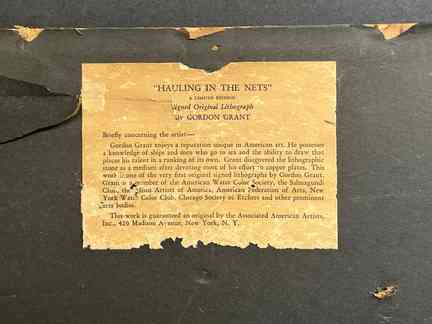 "HAULING IN THE NETS"
A LIMITED EDITION
Signed Original Lithograph
By GORDON GRANT
Briefly concerning the artist—
Gordon Grant enjoys a reputation unique in American art. He possesses
a knowledge of ships and men who go to sea and the ability to draw that
places his talent in a ranking of its own. Grant discovered the lithographic
stone as a medium after devoting most of his effort to copper plates. This
work is one of the very first original signed lithographs by Gordon Grant.
Grant is a member of the American Water Color Society, the Salmagundi
Club, the Allied Artists of America, American Federation of Arts, New
York Water Color Club, Chicago Society of Etchers and other prominent
arts bodies.
This work is guaranteed an original by the Associated American Artists,
Inc., 420 Madison Avenue, New York, N. Y.